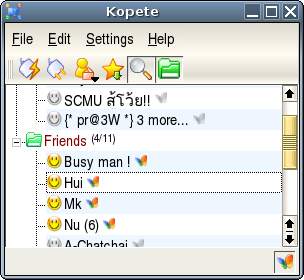 Kopete
File Edit Settings Help
SCMU ส้โว้ย!!
{* pr@3W *} 3 more...
Friends (4/11)
Busy man !
Hui
Mk
Nu (6)
A-Chatchai